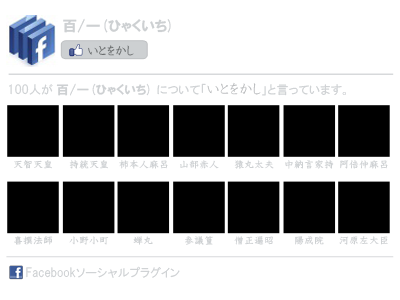 百/一(ひゃくいち)
いとをかし
100人が 百/一(ひゃくいち) について「いとをかし」と言っています。
天智天皇 持統天皇 柿本人麻呂 山部赤人 猿丸大夫 中納言家持 阿倍仲麻呂
喜撰法師 小野小町 蝉丸 参議篁 僧正遍昭 陽成院 河原左大臣
Facebookソーシャルプラグイン